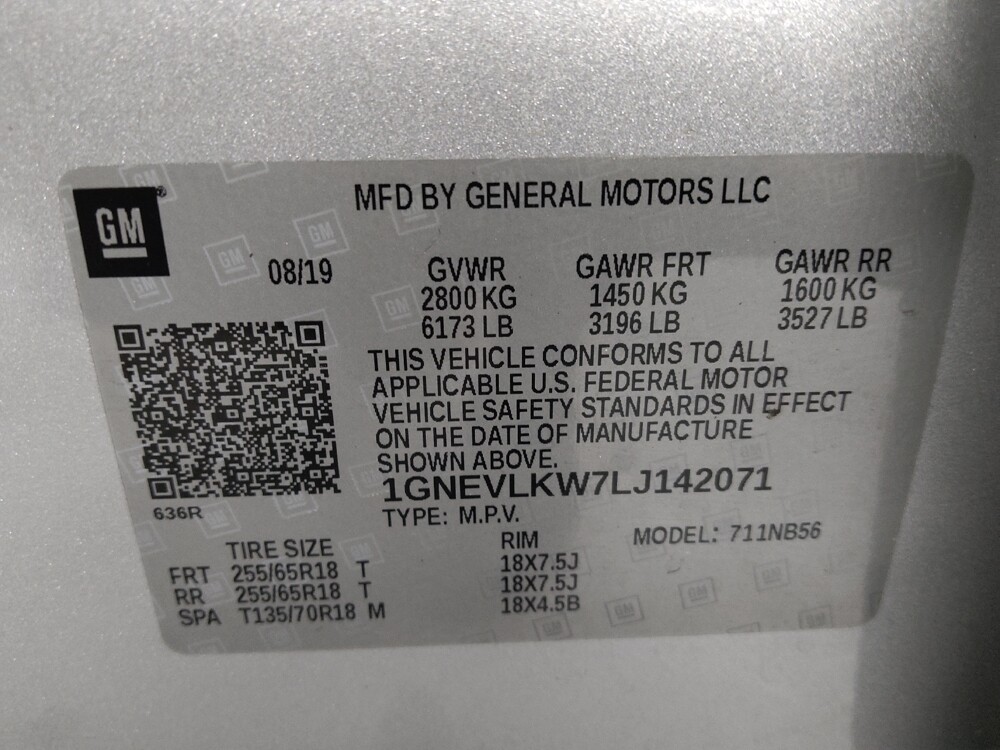 GM
MFD BY GENERAL MOTORS LLC
08/19 GVWR GAWR FRT GAWR RR
2800 KG 1450 KG 1600 KG
6173 LB 3196 LB 3527 LB
THIS VEHICLE CONFORMS TO ALL
APPLICABLE U.S. FEDERAL MOTOR
VEHICLE SAFETY STANDARDS IN EFFECT
ON THE DATE OF MANUFACTURE
SHOWN ABOVE.
1GNEVLKW7LJ142071
636R
TYPE: M.P.V. MODEL: 711NB56
TIRE SIZE RIM
FRT 255/65R18 T 18X7.5J
RR 255/65R18 T 18X7.5J
SPA T135/70R18 M 18X4.5B